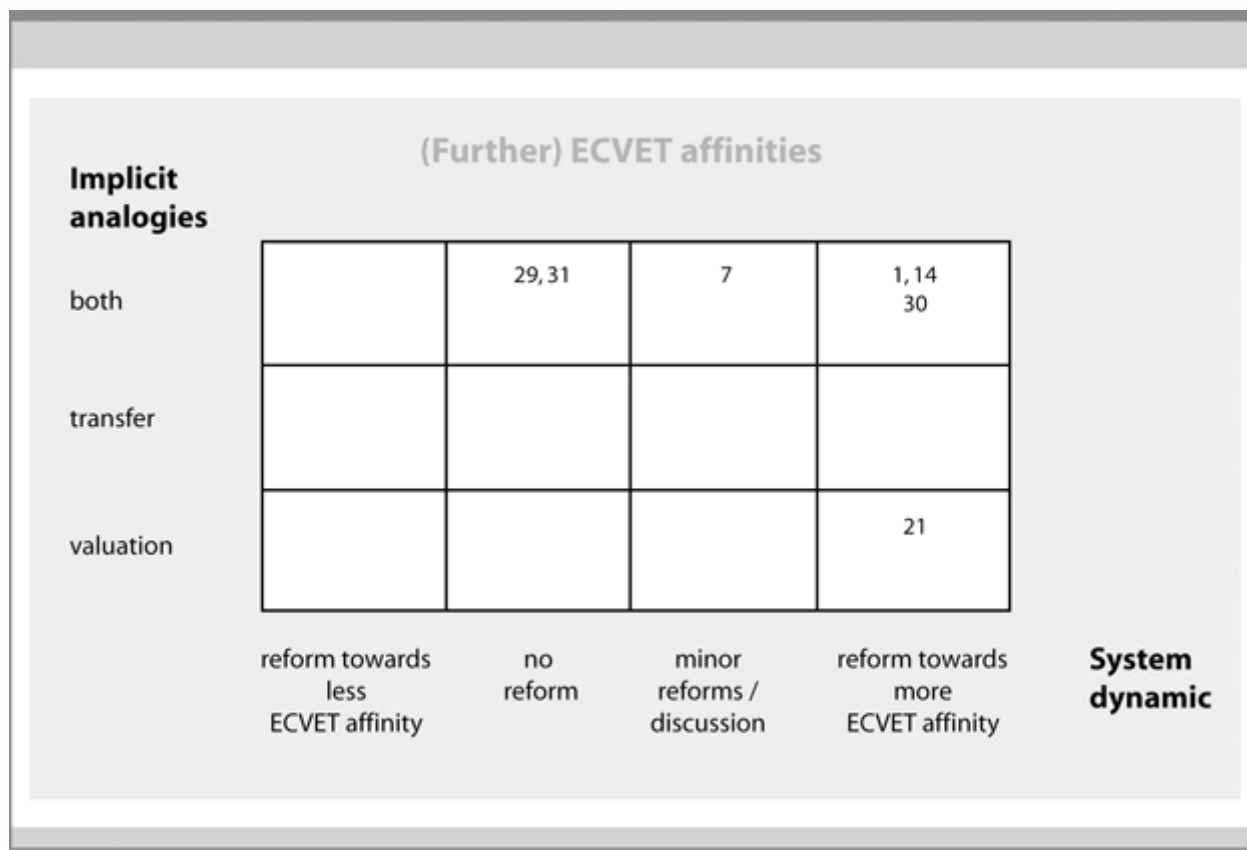 (Further) ECVET affinities
Implicit
analogies
both
29, 31
7
1, 14
30
transfer
valuation
21
reform towards
less
ECVET affinity
no
reform
minor
reforms /
discussion
reform towards
more
ECVET affinity
System
dynamic